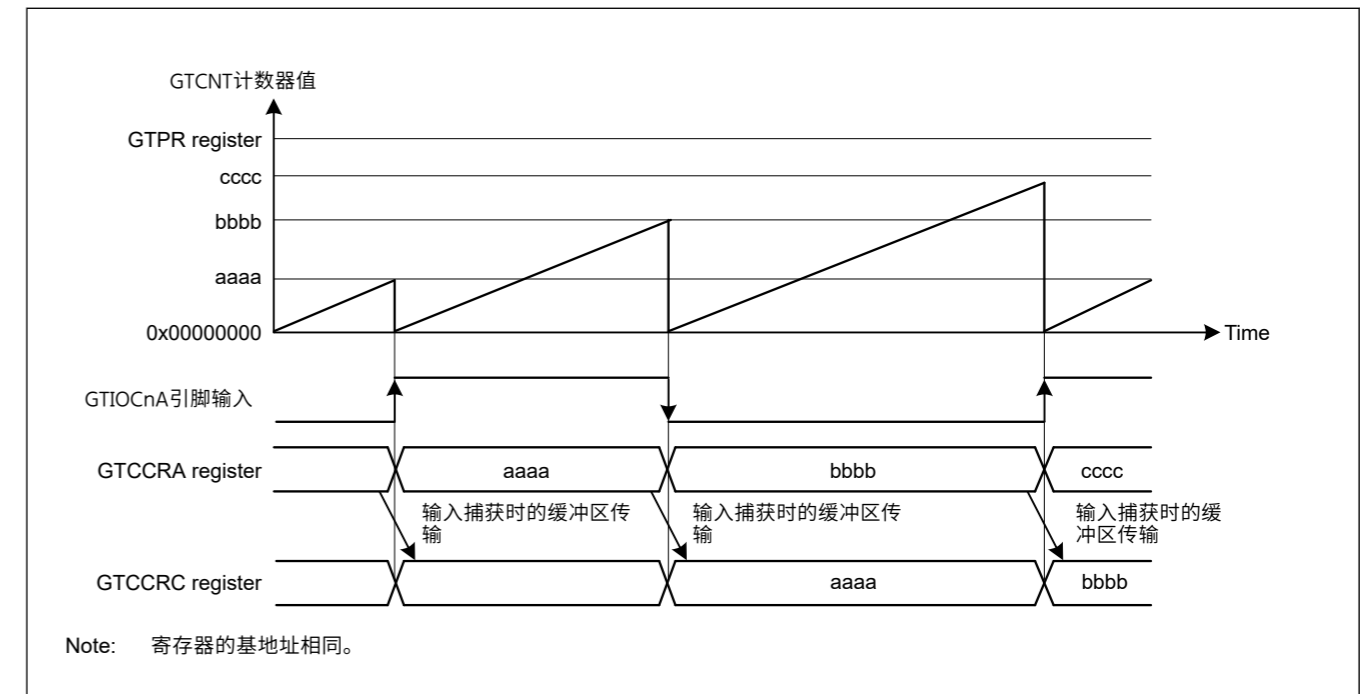 GTCNT计数器值
GTPR register
cccc
bbbb
aaaa
0x00000000
Time
GTIOCnA引脚输入
GTCCRA register
aaaa
bbbb
cccc
输入捕获时的缓冲区传
输
输入捕获时的缓冲区传
输
输入捕获时的缓
冲区传输
GTCCRC register
aaaa
bbbb
Note: 寄存器的基地址相同。